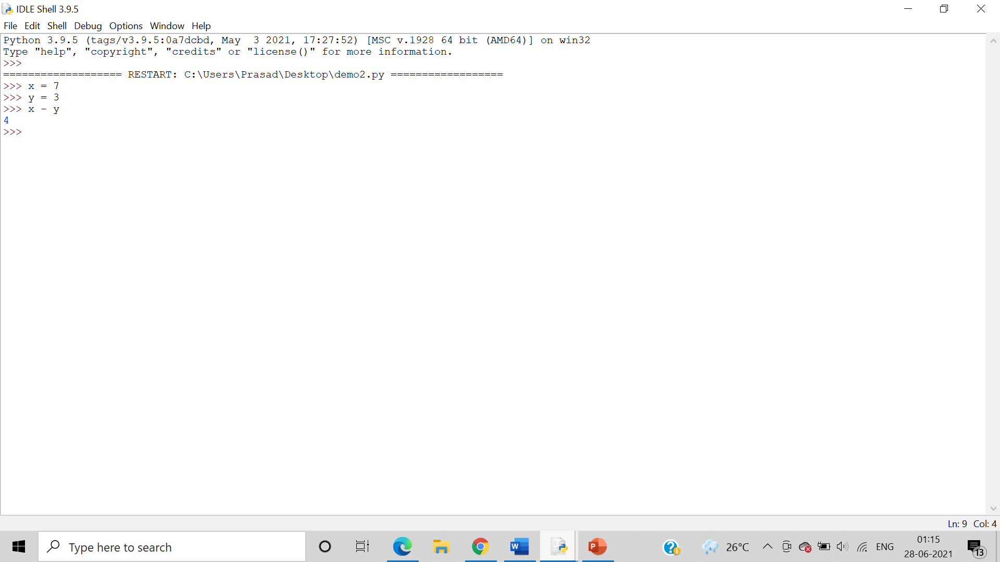 IDLE Shell 3.9.5
File Edit Shell Debug Options Window Help
Python 3.9.5 (tags/v3.9.5:0a7dcbd, May  3 2021, 17:27:52) [MSC v.1928 64 bit (AMD64)] on win32
Type "help", "copyright", "credits" or "license()" for more information.
>>>
=================== RESTART: C:\Users\Prasad\Desktop\demo2.py ==================
>>> x = 7
>>> y = 3
>>> x - y
4
>>>
Ln: 9 Col: 4
Type here to search
26°C
ENG
01:15
28-06-2021
13